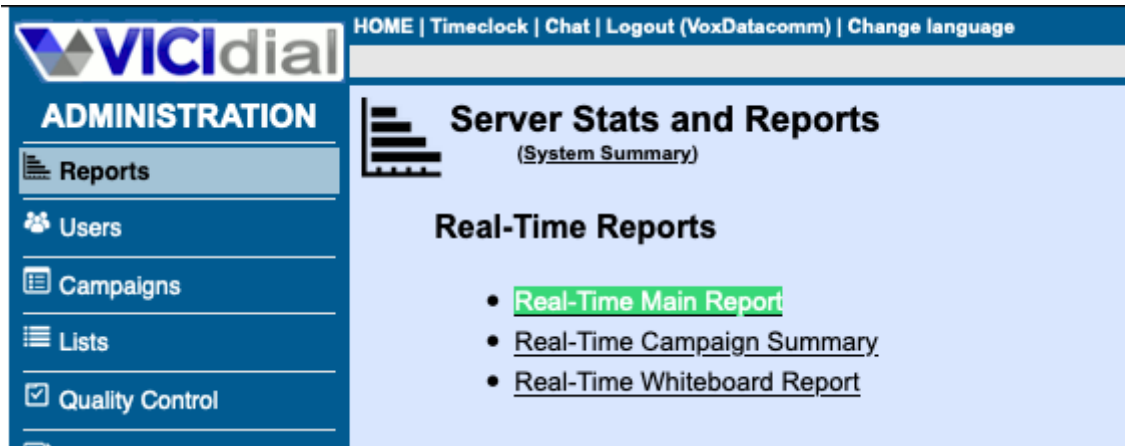 VICIdial
HOME | Timeclock | Chat | Logout (VoxDatacomm) | Change language
ADMINISTRATION
Reports
Users
Campaigns
Lists
Quality Control
Server Stats and Reports
(System Summary)
Real-Time Reports
Real-Time Main Report
Real-Time Campaign Summary
Real-Time Whiteboard Report